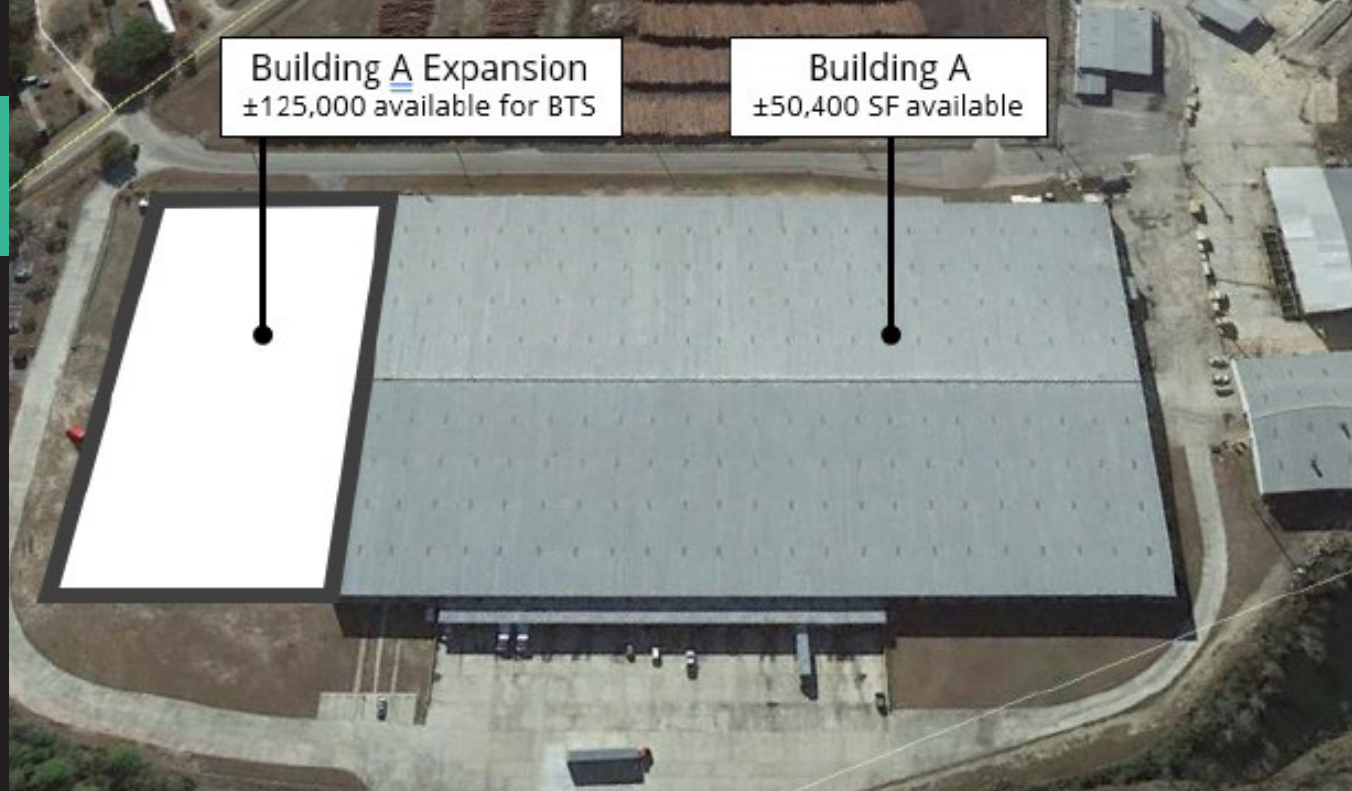 Building A Expansion
±125,000 available for BTS
Building A
±50,400 SF available